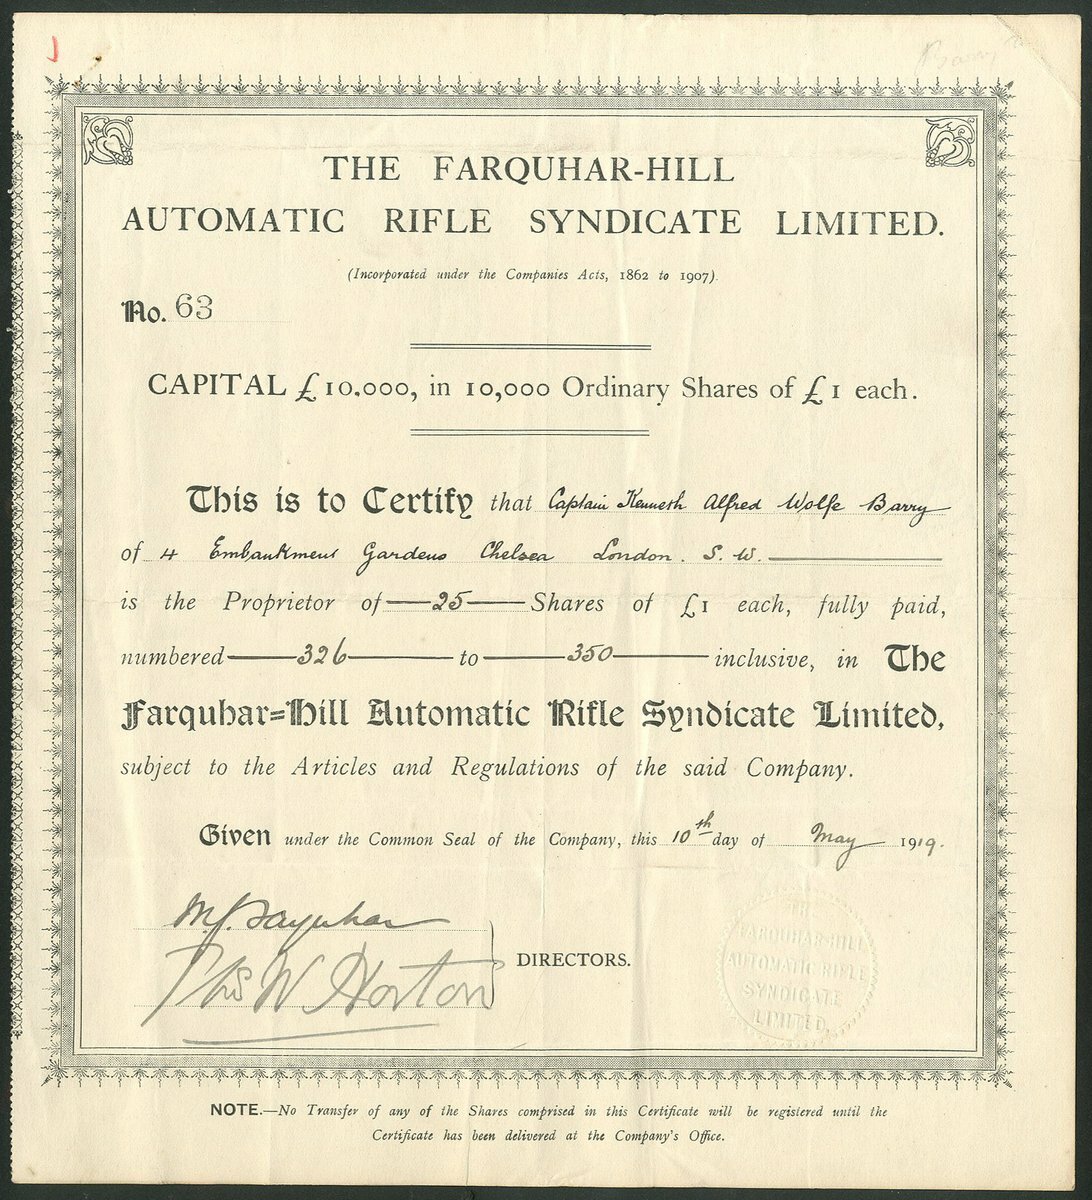 THE FARQUHAR-HILL
AUTOMATIC RIFLE SYNDICATE LIMITED.
(Incorporated under the Companies Acts, 1862 to 1907).
No. 63
CAPITAL £10.000, in 10,000 Ordinary Shares of £1 each.
This is to Certify that Captain Kenneth Alfred Wolfe Barry
of 4 Embankment Gardens Chelsea London. S. W.
is the Proprietor of 25 Shares of £1 each, fully paid,
numbered 326 to 350 inclusive, in The
Farquhar=Hill Automatic Rifle Syndicate Limited,
subject to the Articles and Regulations of the said Company.
Given under the Common Seal of the Company, this 10th day of May 1919.
M. Farquhar
Thos W Horton
DIRECTORS.
FARQUHAR-HILL
AUTOMATIC RIFLE
SYNDICATE
LIMITED
NOTE.—No Transfer of any of the Shares comprised in this Certificate will be registered until the
Certificate has been delivered at the Company's Office.